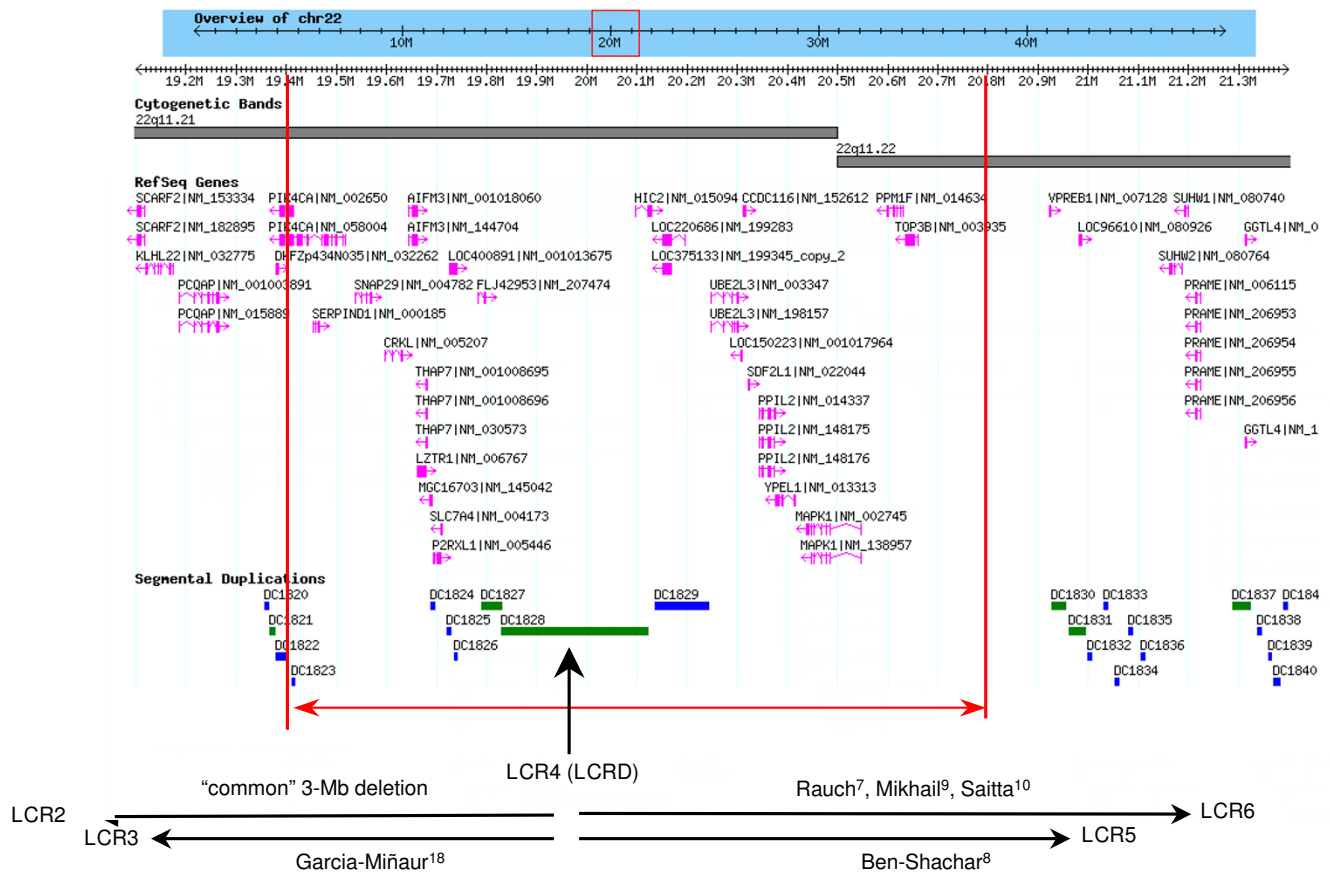 Overview of chr22
10M 20M 30M 40M
19.2M 19.3M 19.4M 19.5M 19.6M 19.7M 19.8M 19.9M 20M 20.1M 20.2M 20.3M 20.4M 20.5M 20.6M 20.7M 20.8M 20.9M 21M 21.1M 21.2M 21.3M
Cytogenetic Bands
22q11.21
22q11.22
RefSeq Genes
SCARF2|NM_153334 PIK4CA|NM_002650 AIFM3|NM_001018060 HIC2|NM_015094 CCDC116|NM_152612 PPM1F|NM_014634 VPREB1|NM_007128 SUHW1|NM_080740
SCARF2|NM_182895 PIK4CA|NM_058004 AIFM3|NM_144704 LOC220686|NM_199283 TOP3B|NM_003935 LOC96610|NM_080926 GGTL4|NM_0
KLHL22|NM_032775 DKFZp434N035|NM_032262 LOC400891|NM_001013675 LOC375133|NM_199345_copy_2 SUHW2|NM_080764
PCQAP|NM_001003891 SNAP29|NM_004782 FLJ42953|NM_207474 UBE2L3|NM_003347 PRAME|NM_006115
PCQAP|NM_015889 SERPIND1|NM_000185 UBE2L3|NM_198157 PRAME|NM_206953
CRKL|NM_005207 LOC150223|NM_001017964 PRAME|NM_206954
THAP7|NM_001008695 SDF2L1|NM_022044 PRAME|NM_206955
THAP7|NM_001008696 PPIL2|NM_014337 PRAME|NM_206956
THAP7|NM_030573 PPIL2|NM_148175 GGTL4|NM_1
LZTR1|NM_006767 PPIL2|NM_148176
MGC16703|NM_145042 YPEL1|NM_013313
SLC7A4|NM_004173 MAPK1|NM_002745
P2RXL1|NM_005446 MAPK1|NM_138957
Segmental Duplications
DC1820 DC1824 DC1827 DC1829 DC1830 DC1833 DC1837 DC184
DC1821 DC1825 DC1828 DC1831 DC1835 DC1838
DC1822 DC1826 DC1832 DC1836 DC1839
DC1823 DC1834 DC1840
LCR4 (LCRD)
“common” 3-Mb deletion
Rauch⁷, Mikhail⁹, Saitta¹⁰
LCR2
LCR6
LCR3
LCR5
Garcia-Miñaur¹⁸
Ben-Shachar⁸